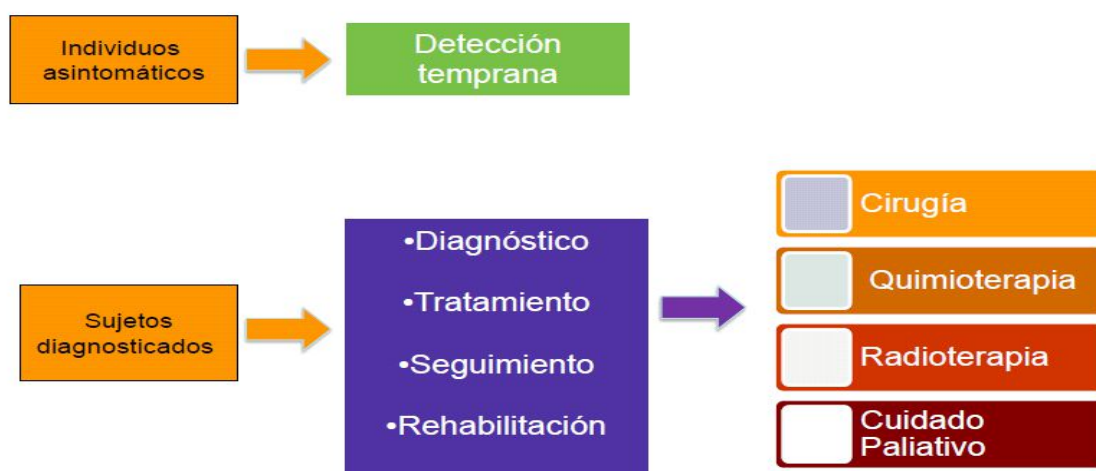 Individuos
asintomáticos
Detección
temprana
Sujetos
diagnosticados
•Diagnóstico
•Tratamiento
•Seguimiento
•Rehabilitación
Cirugía
Quimioterapia
Radioterapia
Cuidado
Paliativo